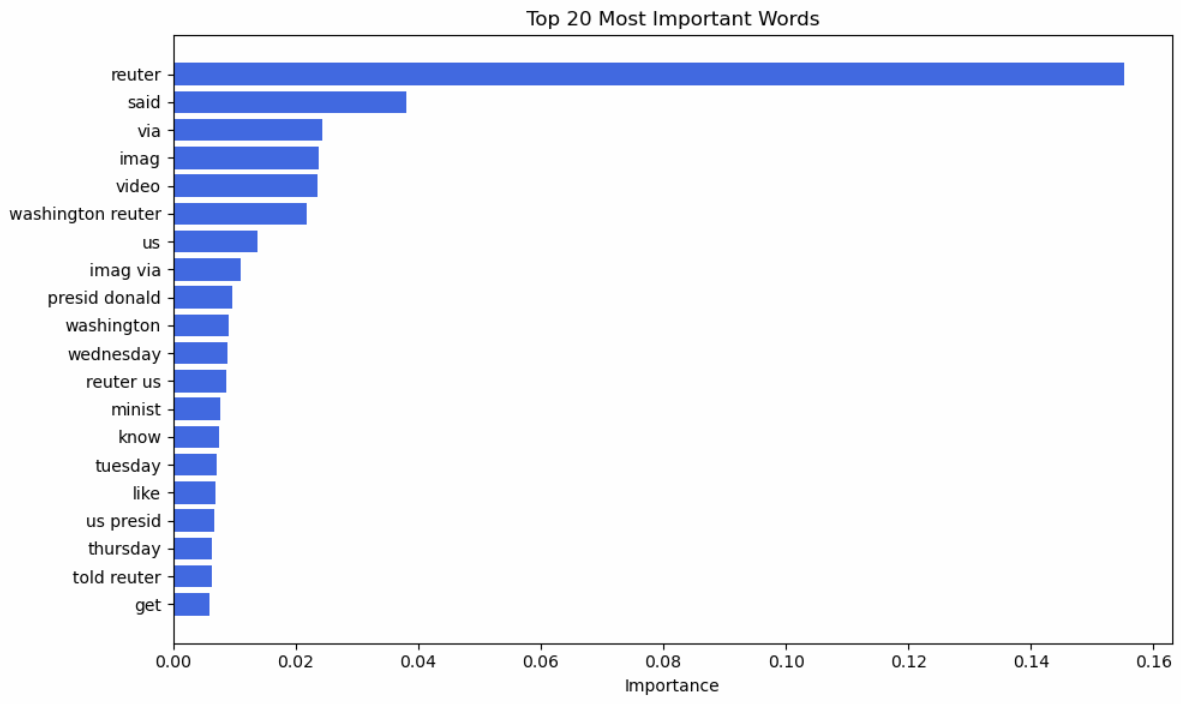 Top 20 Most Important Words
reuter
said
via
imag
video
washington reuter
us
imag via
presid donald
washington
wednesday
reuter us
minist
know
tuesday
like
us presid
thursday
told reuter
get
0.00 0.02 0.04 0.06 0.08 0.10 0.12 0.14 0.16
Importance